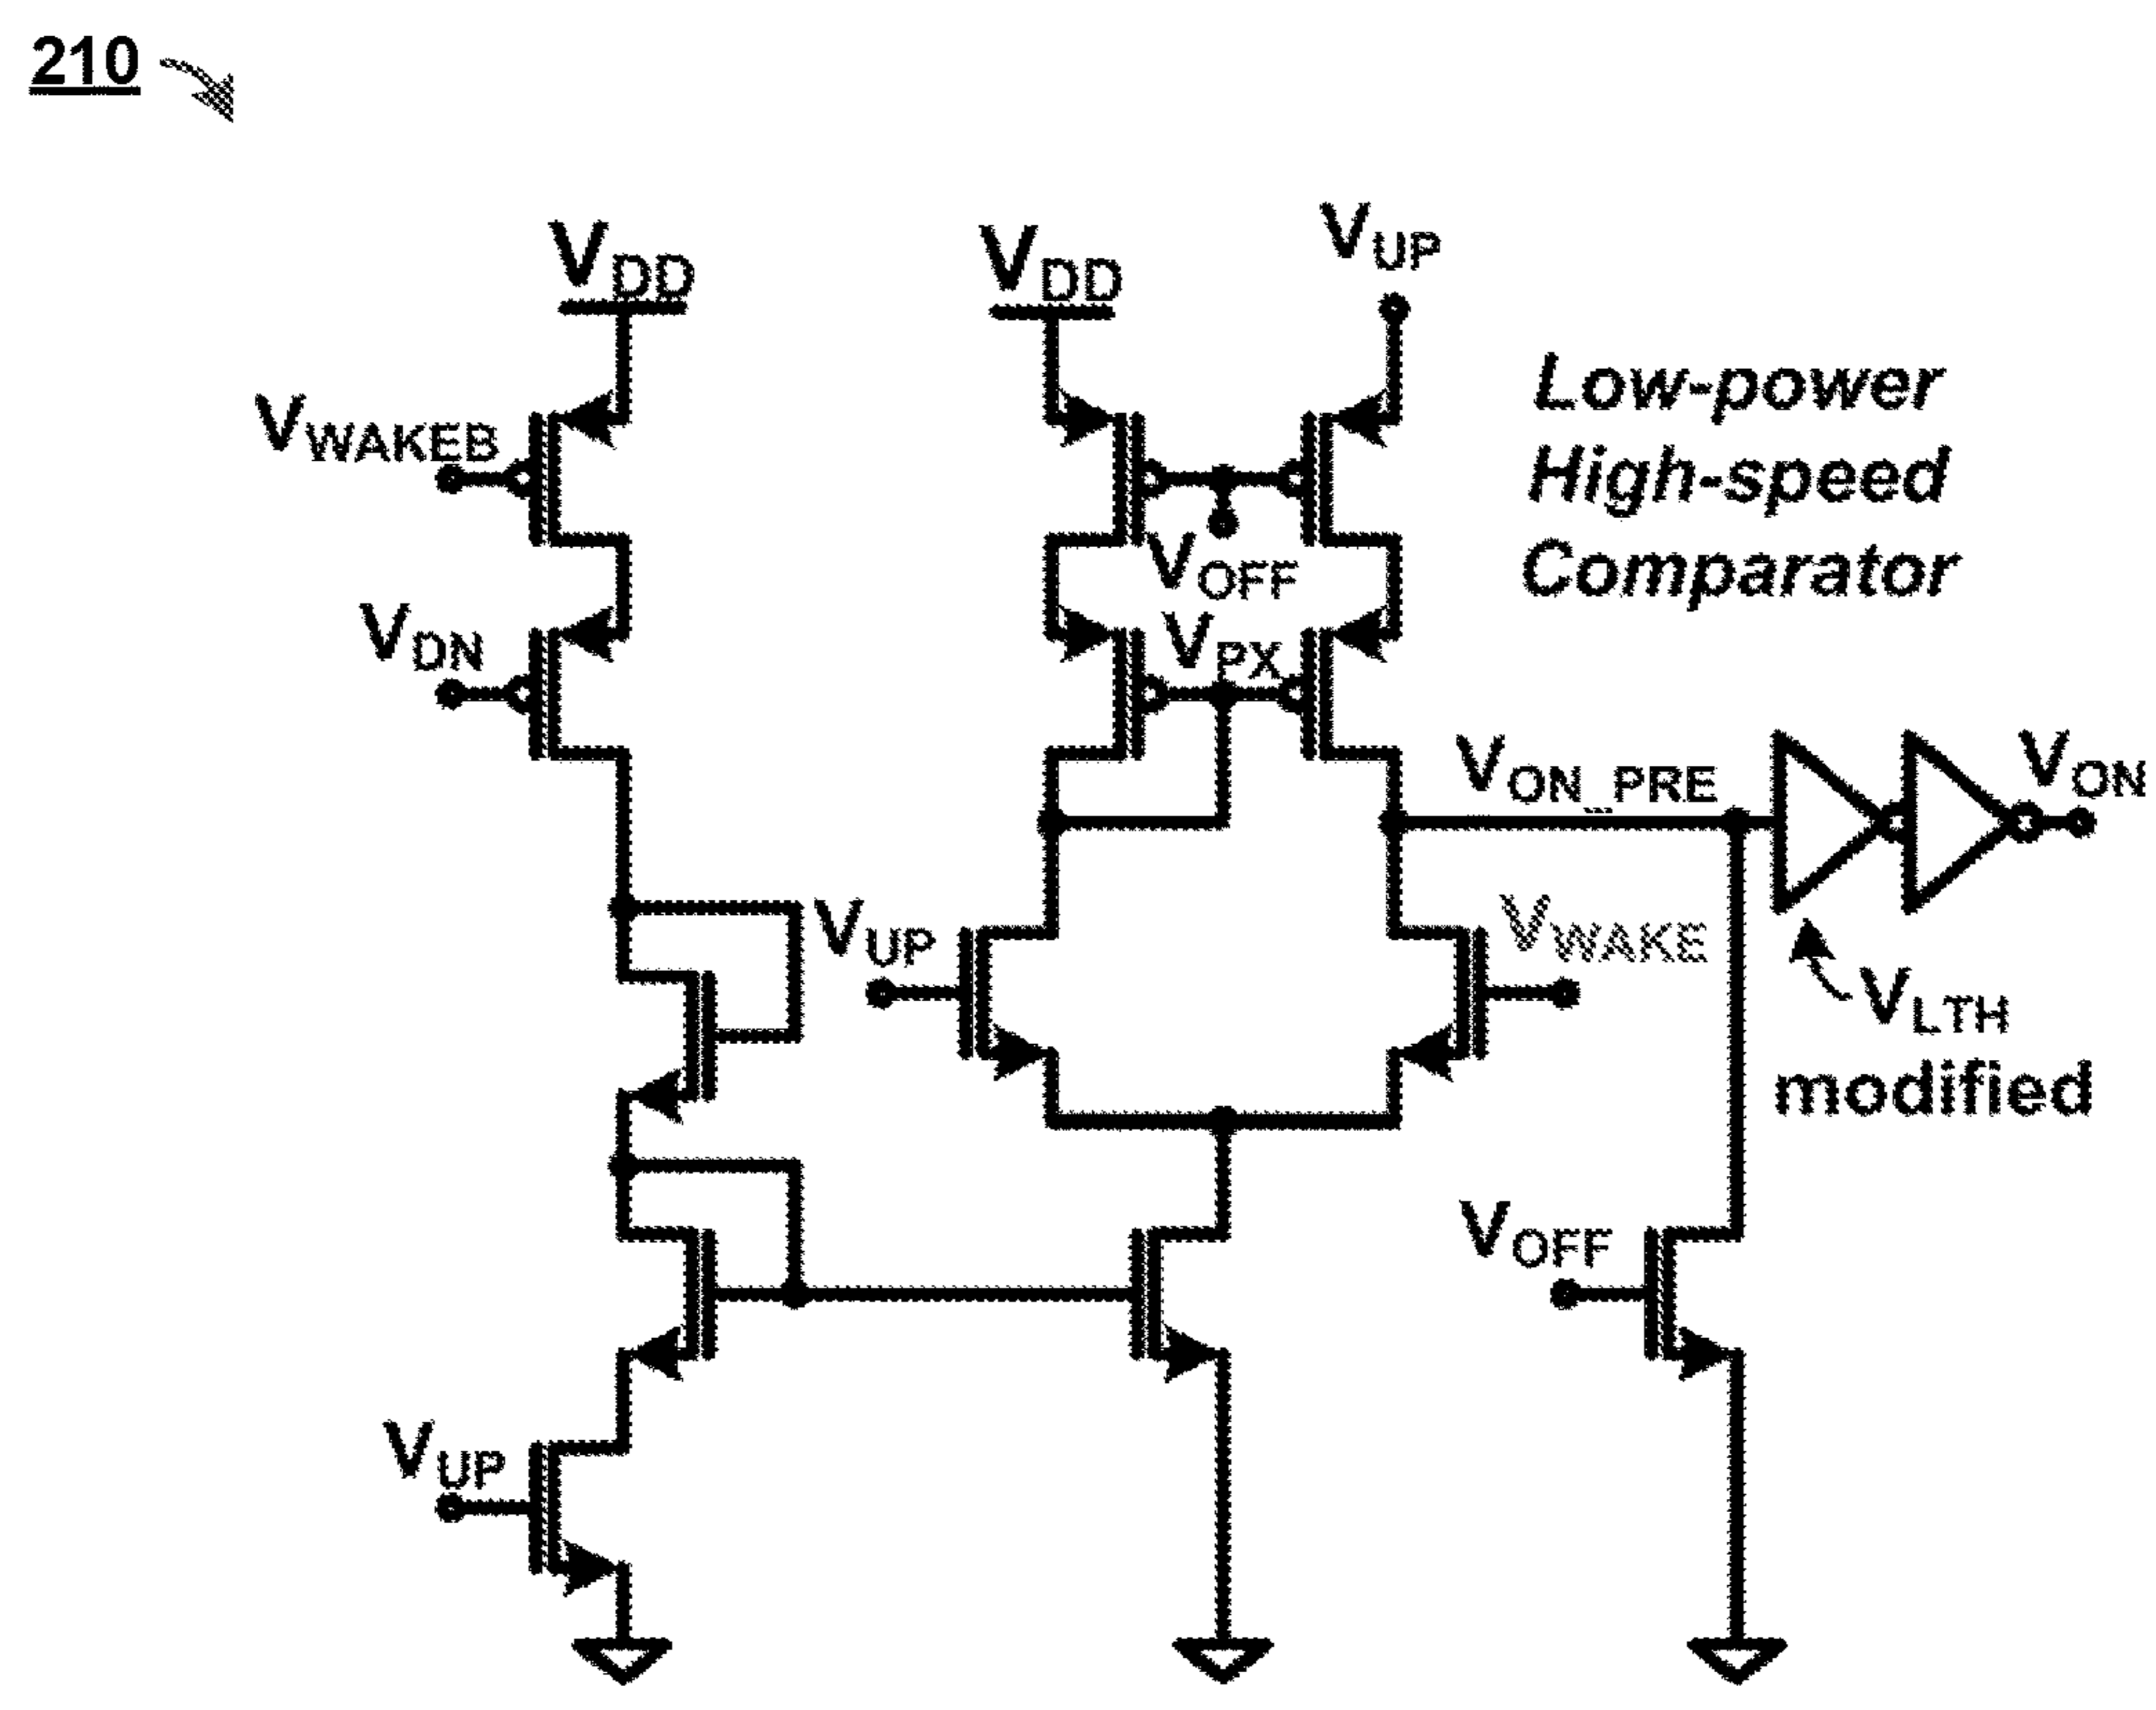 210
VDD
VDD
VUP
VWAKEB
Low-power
High-speed
Comparator
VOFF
VDN
VPX
VON_PRE
VON
VUP
VWAKE
VLTH
modified
VOFF
VUP